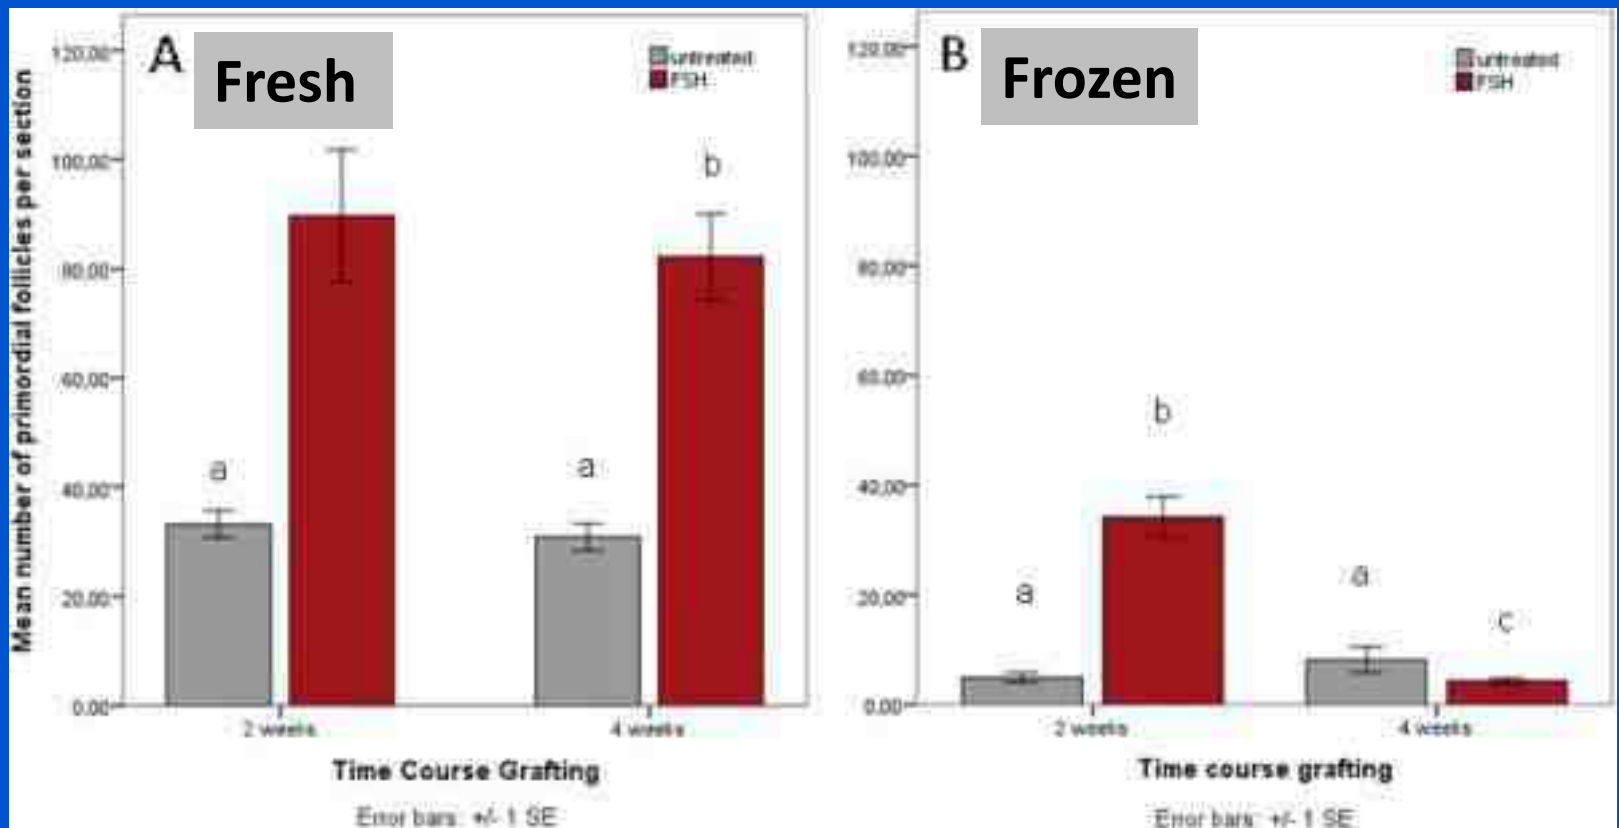 A
Fresh
untreated
FSH
Mean number of primordial follicles per section
120,00
100,00
80,00
60,00
40,00
20,00
0,00
b
a
a
2 weeks
4 weeks
Time Course Grafting
Error bars: +/- 1 SE
B
Frozen
untreated
FSH
120,00
100,00
80,00
60,00
40,00
20,00
0,00
b
a
a
c
2 weeks
4 weeks
Time course grafting
Error bars: +/- 1 SE